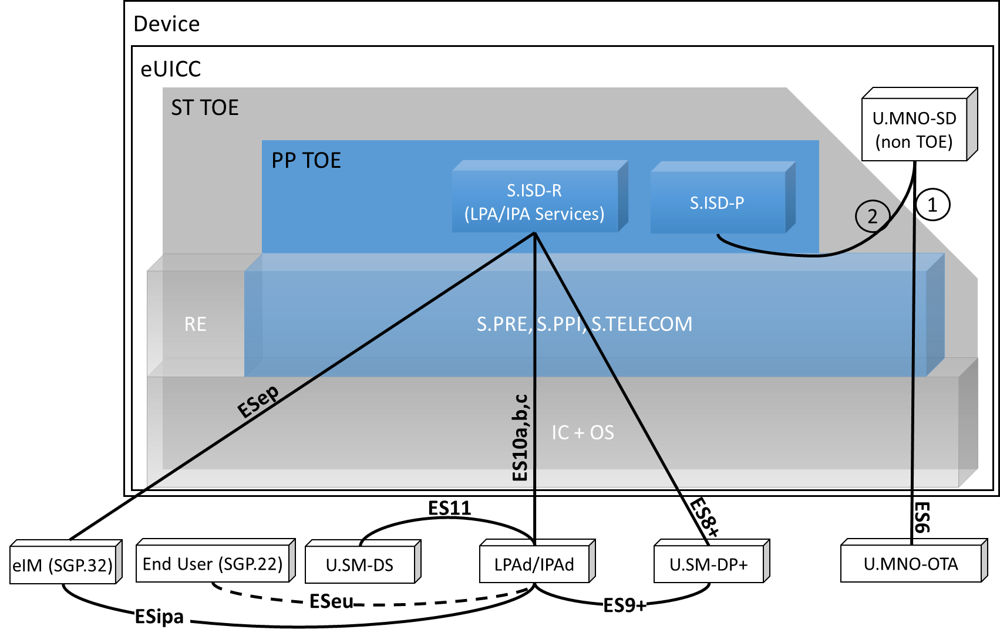 Device
eUICC
ST TOE
U.MNO-SD
(non TOE)
PP TOE
S.ISD-R
(LPA/IPA Services)
S.ISD-P
1
2
RE
S.PRE, S.PPI, S.TELECOM
ESep
ES10a,b,c
IC + OS
ES11
ES8+
ES6
eIM (SGP.32)
End User (SGP.22)
U.SM-DS
LPAd/IPAd
U.SM-DP+
U.MNO-OTA
ESeu
ES9+
ESipa